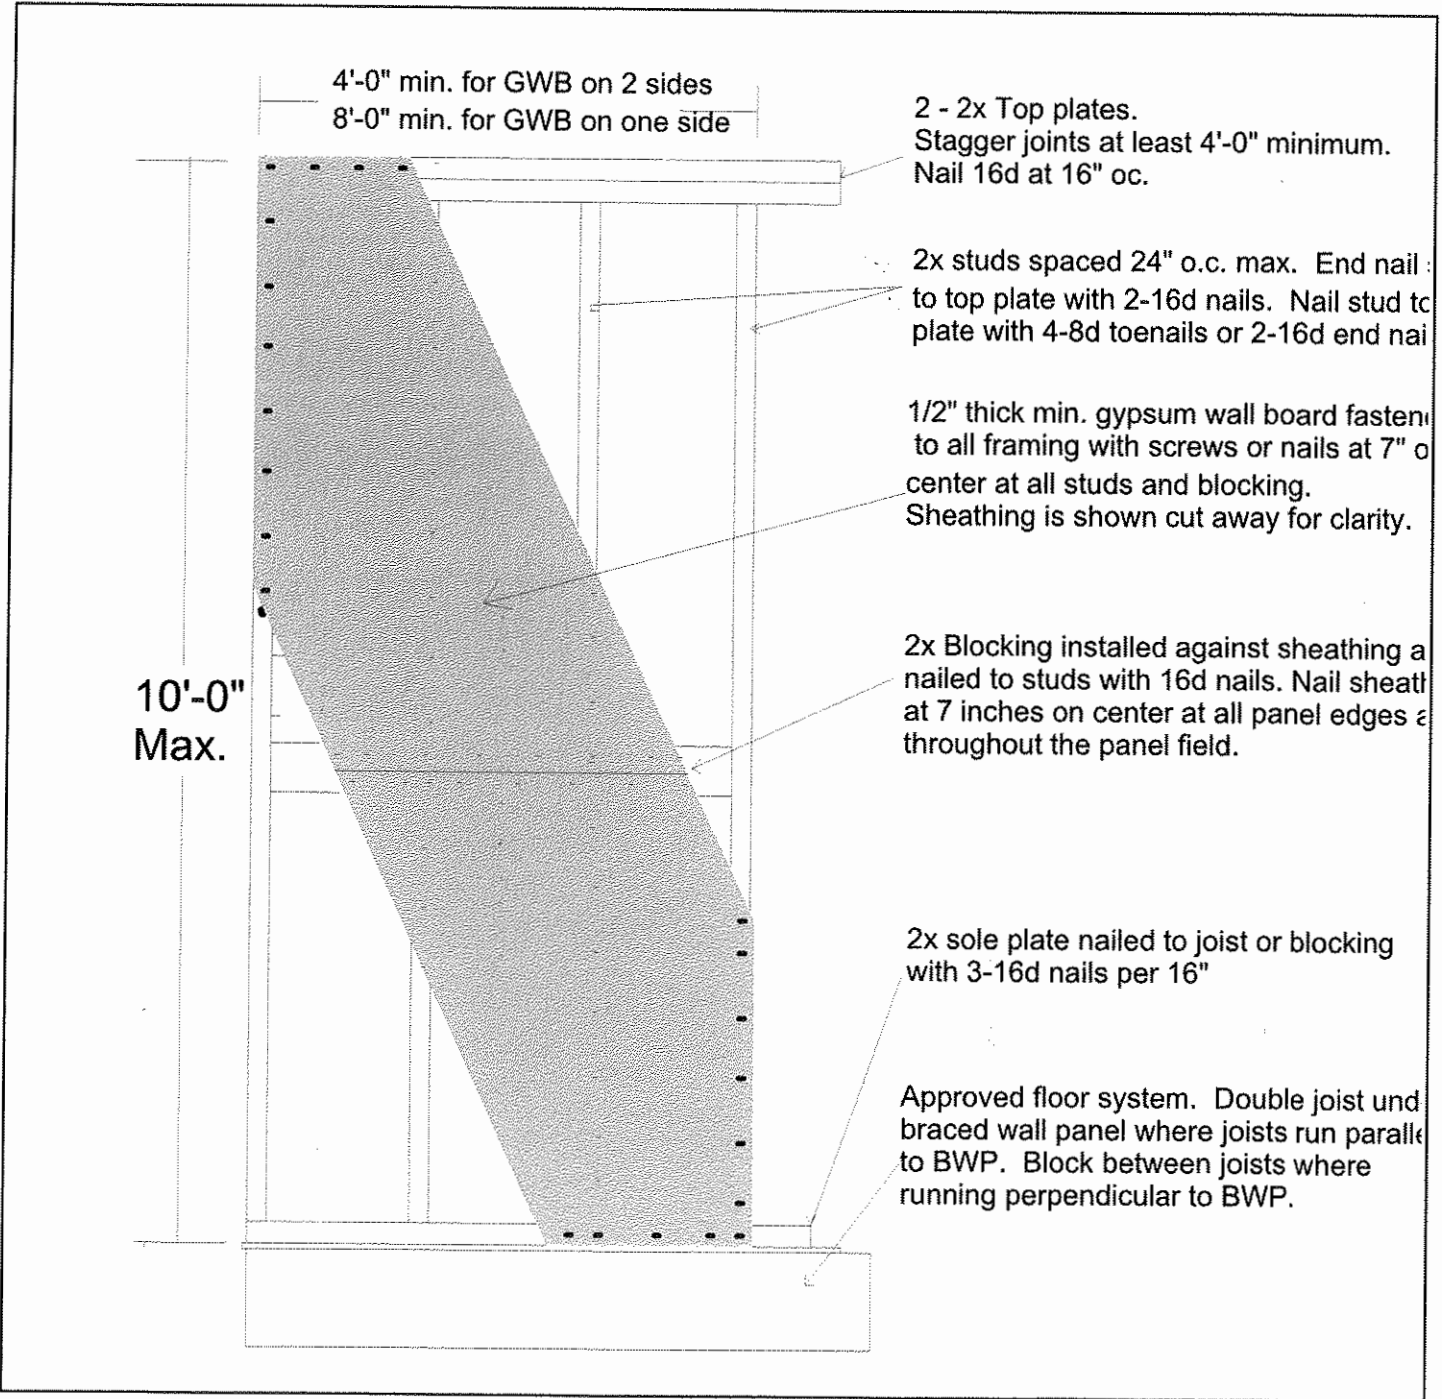 4'-0" min. for GWB on 2 sides
8'-0" min. for GWB on one side
2 - 2x Top plates.
Stagger joints at least 4'-0" minimum.
Nail 16d at 16" oc.
2x studs spaced 24" o.c. max. End nail
to top plate with 2-16d nails. Nail stud to
plate with 4-8d toenails or 2-16d end nai
1/2" thick min. gypsum wall board fasten
to all framing with screws or nails at 7" o
center at all studs and blocking.
Sheathing is shown cut away for clarity.
2x Blocking installed against sheathing a
nailed to studs with 16d nails. Nail sheath
at 7 inches on center at all panel edges
throughout the panel field.
10'-0"
Max.
2x sole plate nailed to joist or blocking
with 3-16d nails per 16"
Approved floor system. Double joist und
braced wall panel where joists run paralle
to BWP. Block between joists where
running perpendicular to BWP.